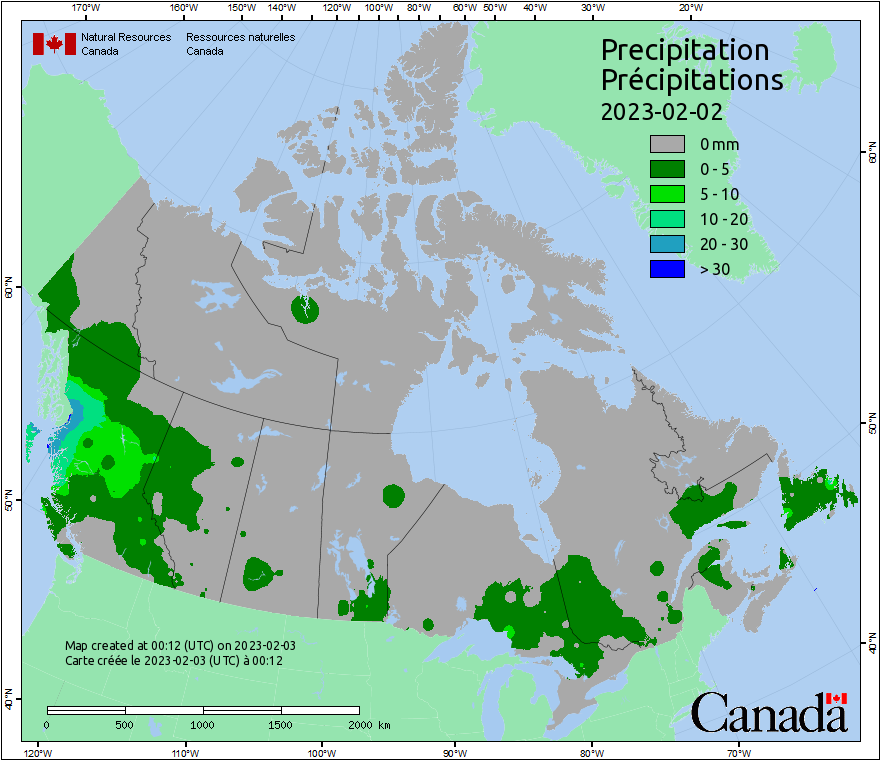 170°W 160°W 150°W 140°W 130°W 120°W 110°W 100°W 90°W 80°W 60°W 50°W 40°W 30°W 20°W
Natural Resources Canada
Ressources naturelles Canada
Precipitation
Précipitations
2023-02-02
0 mm
0 - 5
5 - 10
10 - 20
20 - 30
> 30
60°N
50°N
40°N
60°N
50°N
40°N
Map created at 00:12 (UTC) on 2023-02-03
Carte créée le 2023-02-03 (UTC) à 00:12
0 500 1000 1500 2000 km
Canada
120°W 110°W 100°W 90°W 80°W 70°W